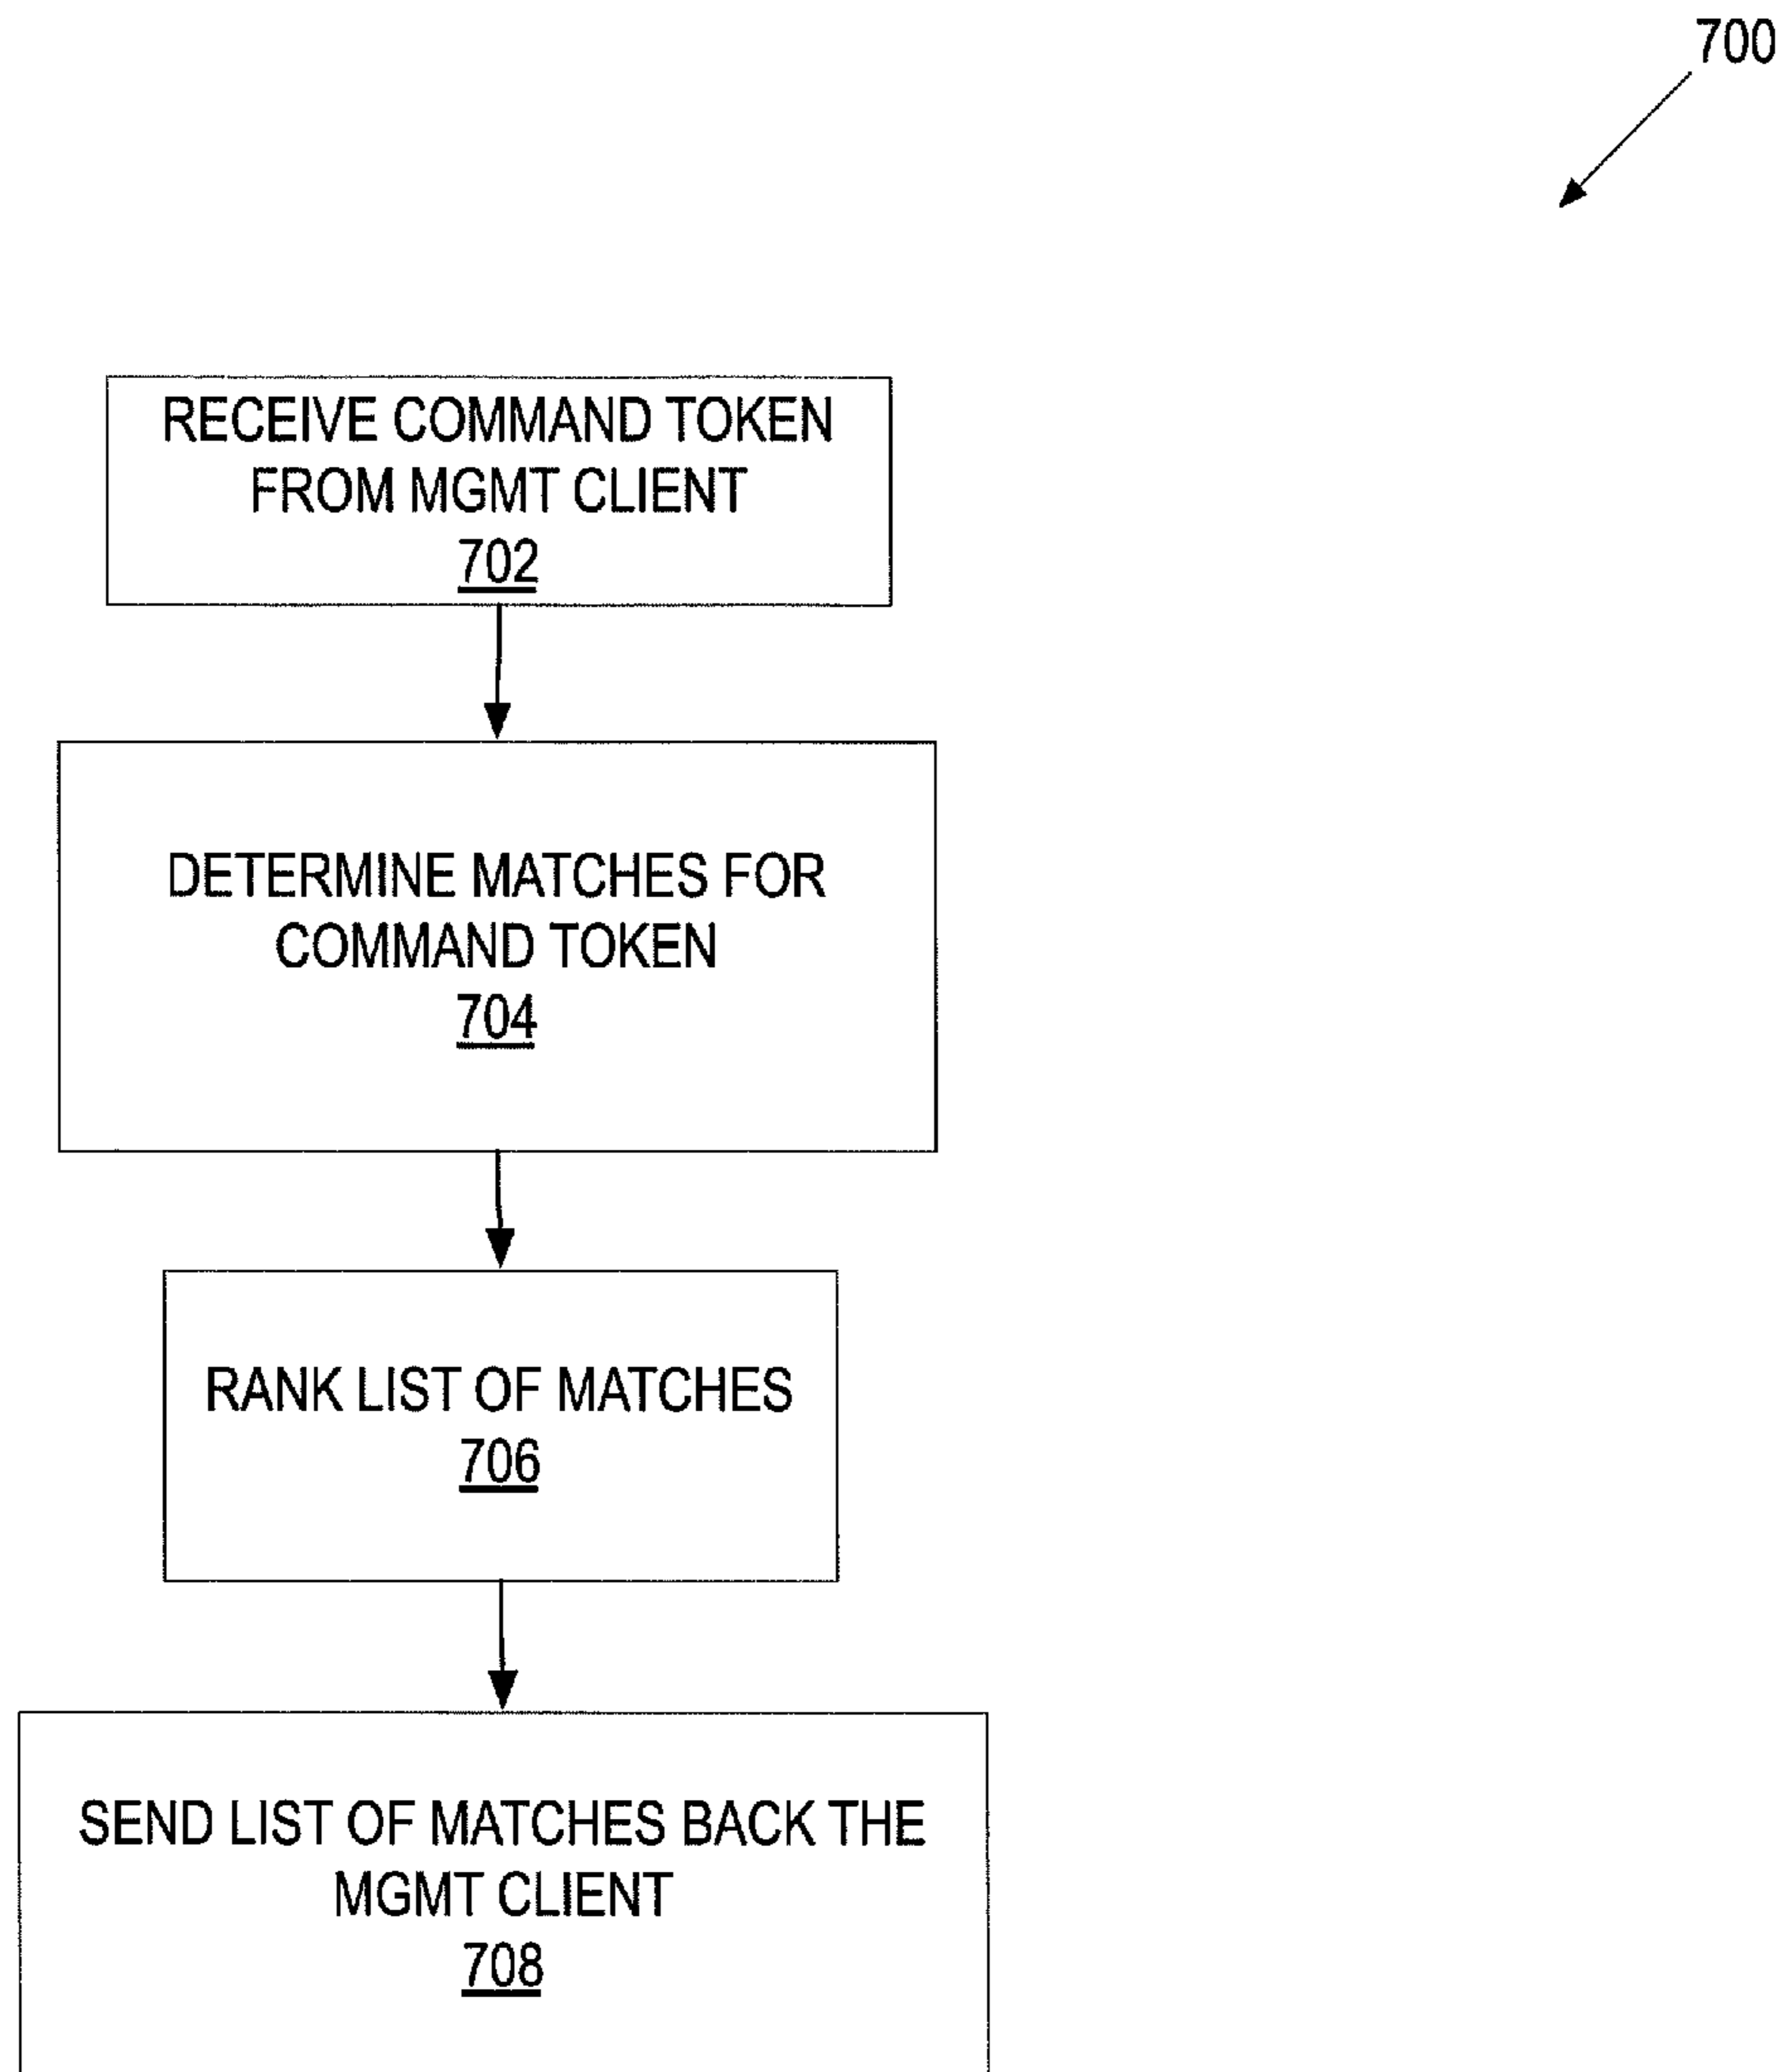 700
RECEIVE COMMAND TOKEN
FROM MGMT CLIENT
702
DETERMINE MATCHES FOR
COMMAND TOKEN
704
RANK LIST OF MATCHES
706
SEND LIST OF MATCHES BACK THE
MGMT CLIENT
708